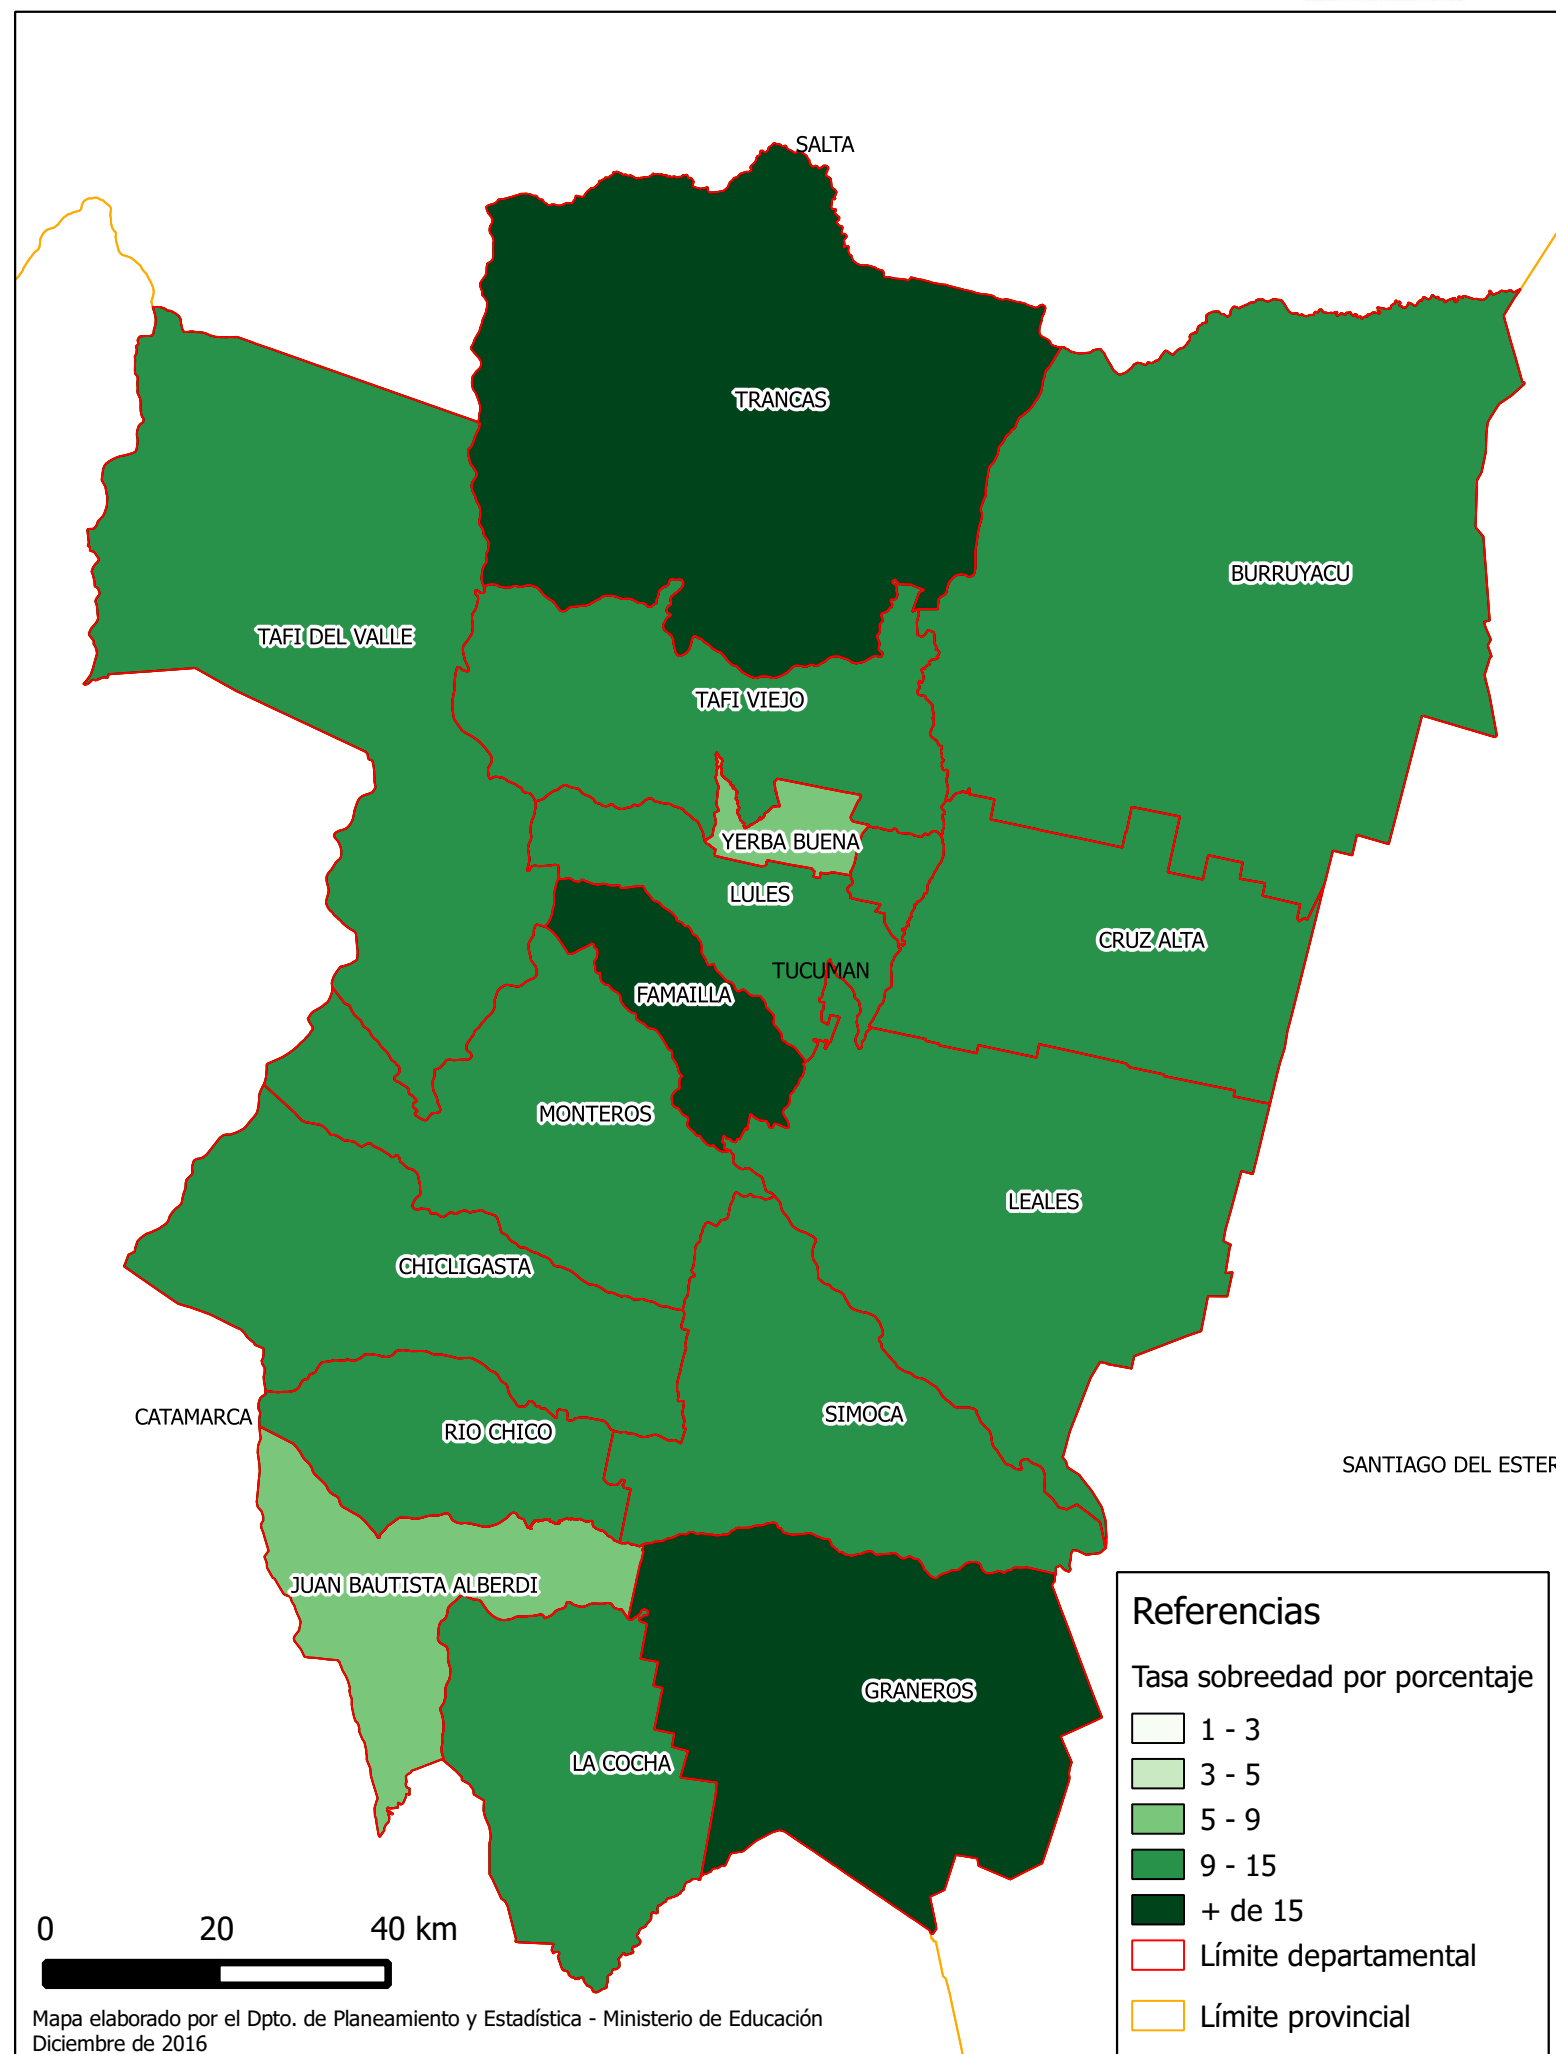 SALTA
TRANCAS
BURRUYACU
TAFI DEL VALLE
TAFI VIEJO
YERBA BUENA
LULES
CRUZ ALTA
TUCUMAN
FAMAILLA
MONTEROS
LEALES
CHICLIGASTA
CATAMARCA
SIMOCA
RIO CHICO
SANTIAGO DEL ESTER
JUAN BAUTISTA ALBERDI
GRANEROS
LA COCHA
Referencias
Tasa sobreedad por porcentaje
1 - 3
3 - 5
5 - 9
9 - 15
+ de 15
Límite departamental
Límite provincial
0 20 40 km
Mapa elaborado por el Dpto. de Planeamiento y Estadística - Ministerio de Educación
Diciembre de 2016